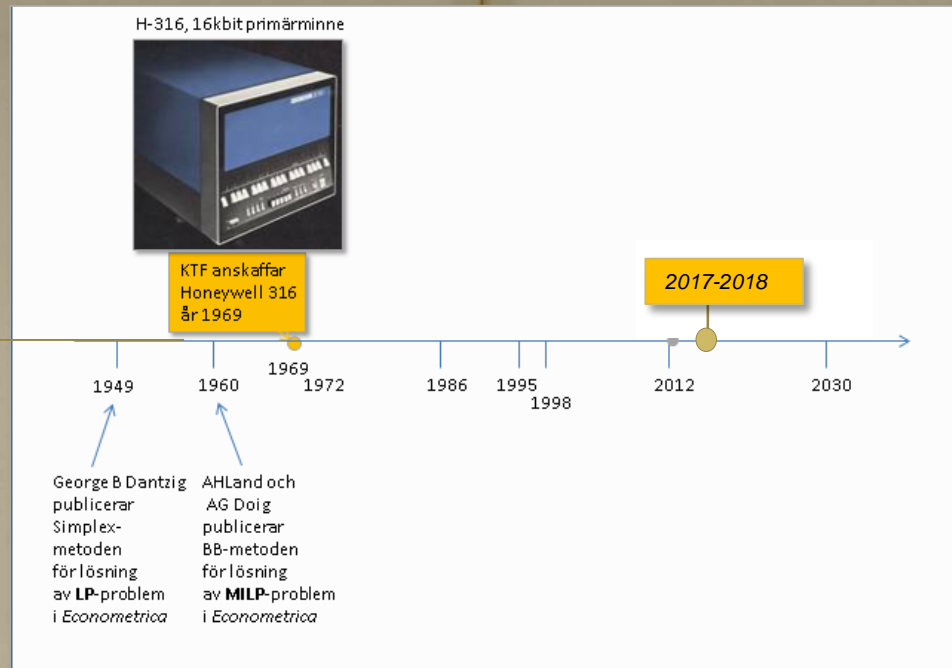 H-316, 16kbit primärminne
KTF anskaffar
Honeywell 316
år 1969
2017-2018
1949
1960
1969
1972
1986
1995
1998
2012
2030
George B Dantzig
publicerar
Simplex-
metoden
för lösning
av LP-problem
i Econometrica
AHLand och
AG Doig
publicerar
BB-metoden
för lösning
av MILP-problem
i Econometrica